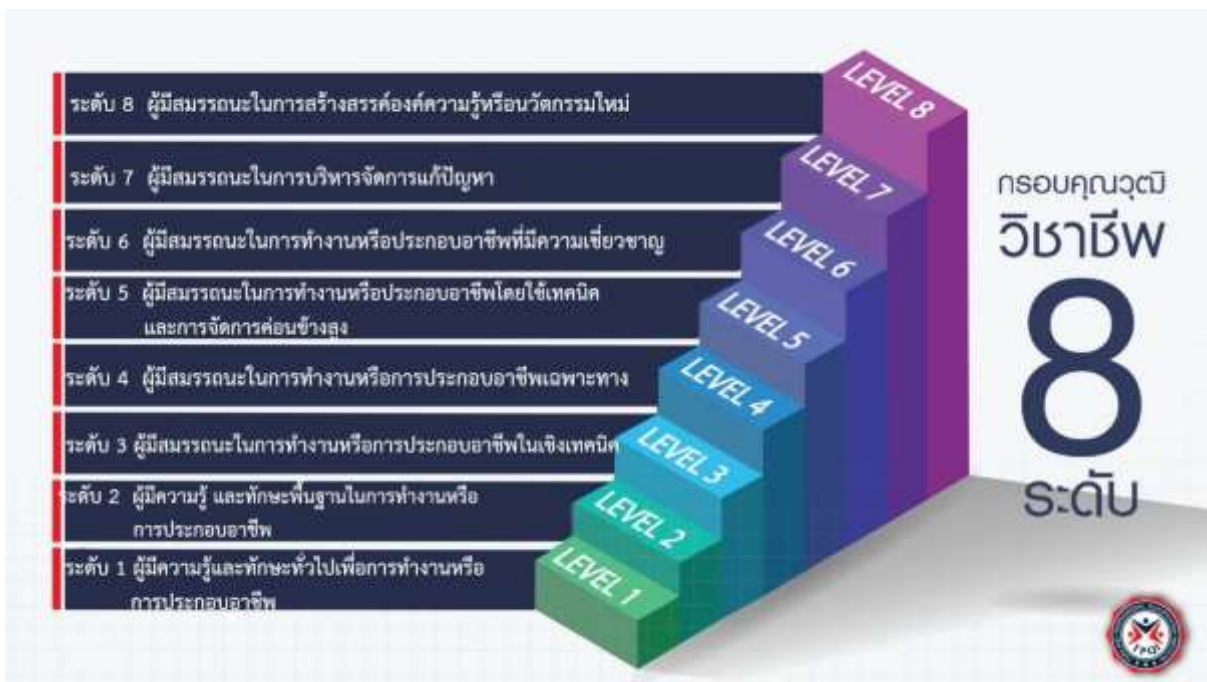 ระดับ 8 ผู้มีสมรรถนะในการสร้างสรรค์องค์ความรู้หรือนวัตกรรมใหม่
ระดับ 7 ผู้มีสมรรถนะในการบริหารจัดการแก้ปัญหา
ระดับ 6 ผู้มีสมรรถนะในการทำงานหรือประกอบอาชีพที่มีความเชี่ยวชาญ
ระดับ 5 ผู้มีสมรรถนะในการทำงานหรือประกอบอาชีพโดยใช้เทคนิค
และการจัดการค่อนข้างสูง
ระดับ 4 ผู้มีสมรรถนะในการทำงานหรือการประกอบอาชีพเฉพาะทาง
ระดับ 3 ผู้มีสมรรถนะในการทำงานหรือการประกอบอาชีพในเชิงเทคนิค
ระดับ 2 ผู้มีความรู้ และทักษะพื้นฐานในการทำงานหรือ
การประกอบอาชีพ
ระดับ 1 ผู้มีความรู้และทักษะทั่วไปเพื่อการทำงานหรือ
การประกอบอาชีพ
LEVEL 8
LEVEL 7
LEVEL 6
LEVEL 5
LEVEL 4
LEVEL 3
LEVEL 2
LEVEL 1
กรอบคุณวุฒิ
วิชาชีพ
8
ระดับ
TPQI